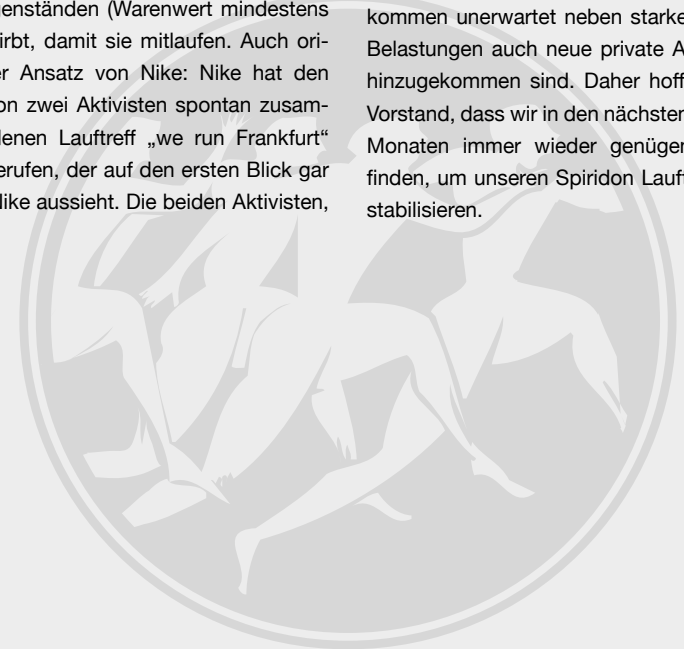 genständen (Warenwert mindestens
irbt, damit sie mitlaufen. Auch ori-
er Ansatz von Nike: Nike hat den
on zwei Aktivisten spontan zusam-
denen Lauftreff „we run Frankfurt“
erufen, der auf den ersten Blick gar
Nike aussieht. Die beiden Aktivisten,
kommen unerwartet neben starke
Belastungen auch neue private A
hinzugekommen sind. Daher hoff
Vorstand, dass wir in den nächsten
Monaten immer wieder genügen
finden, um unseren Spiridon Lauft
stabilisieren.